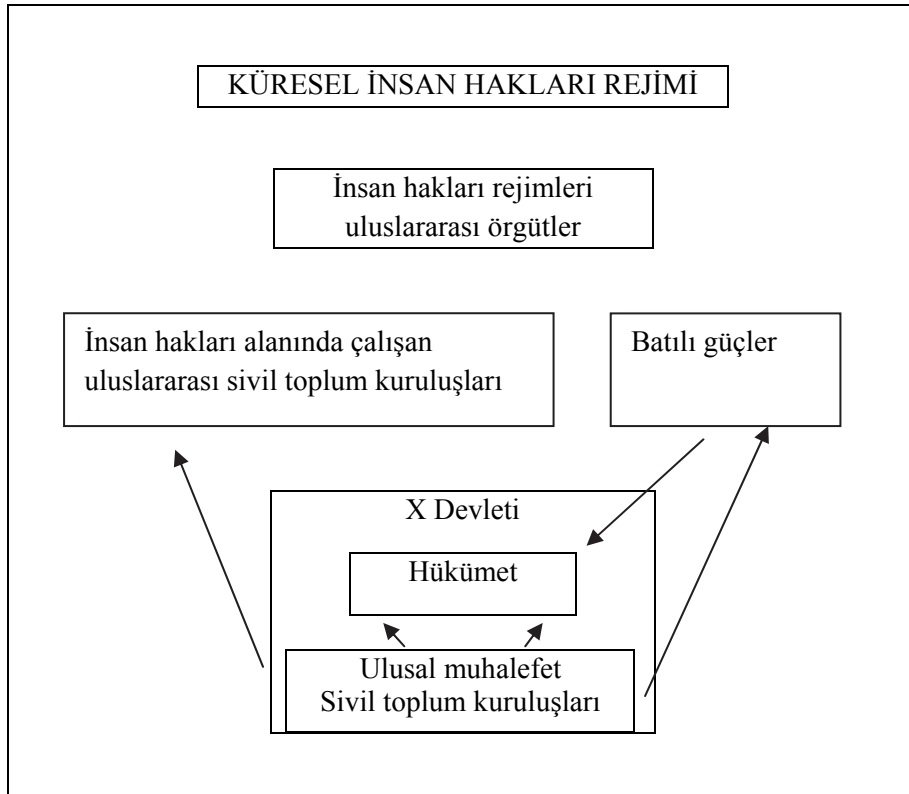 KÜRESEL İNSAN HAKLARI REJİMİ
İnsan hakları rejimleri
uluslararası örgütler
İnsan hakları alanında çalışan
uluslararası sivil toplum kuruluşları
Batılı güçler
X Devleti
Hükümet
Ulusal muhalefet
Sivil toplum kuruluşları